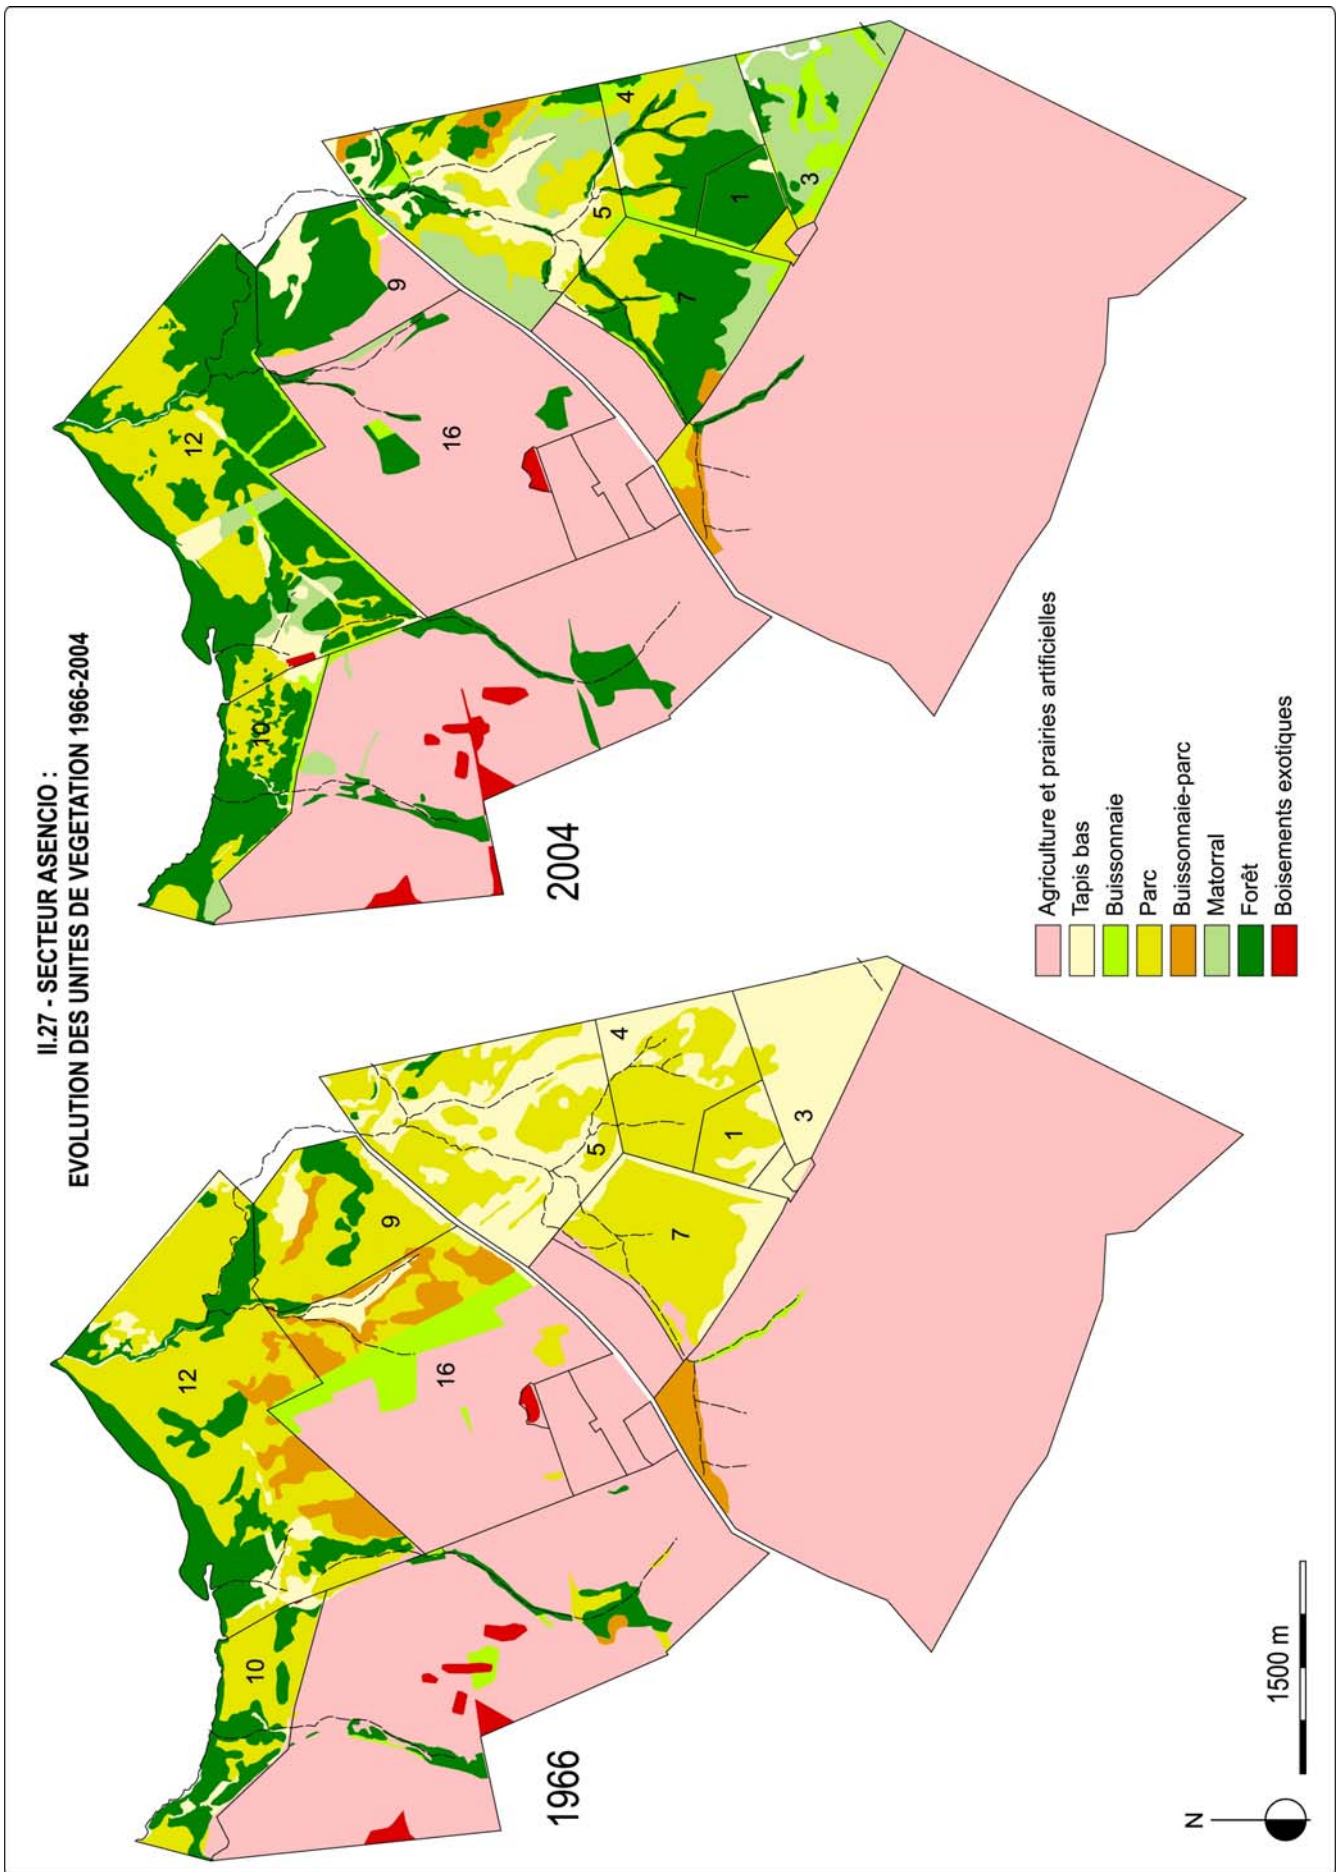 II.27 - SECTEUR ASENCIO :
EVOLUTION DES UNITES DE VEGETATION 1966-2004
12
10
9
16
5
4
7
1
3
1966
12
10
9
16
5
4
7
1
3
2004
Agriculture et prairies artificielles
Tapis bas
Buissonnaie
Parc
Buissonnaie-parc
Matorral
Forêt
Boisements exotiques
N
1500 m